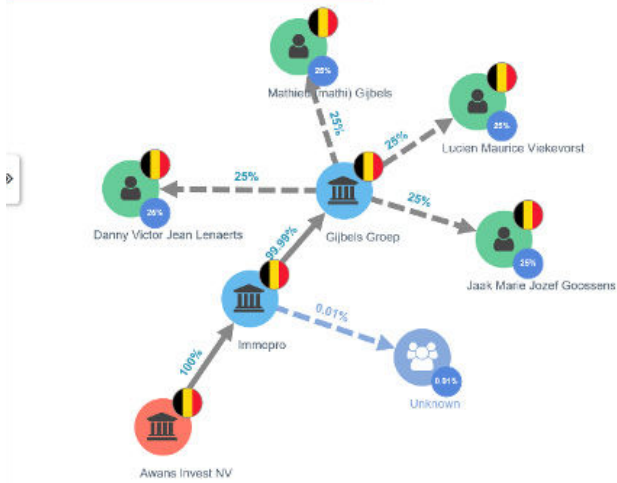 25%
Mathieu (mathi) Gijbels
25%
25%
25%
Lucien Maurice Viekevorst
25%
25%
Danny Victor Jean Lenaerts
25%
Gijbels Groep
25%
25%
Jaak Marie Jozef Goossens
99.99%
Immopro
0.01%
0.01%
Unknown
100%
Awans Invest NV